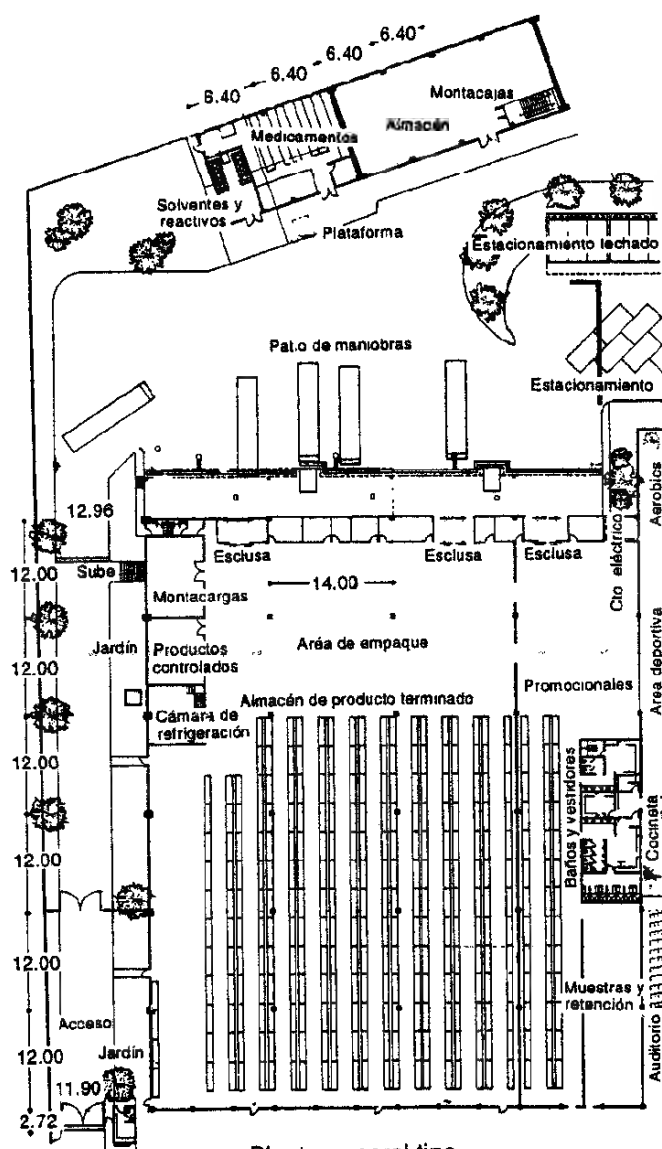 6.40
6.40
6.40
6.40
Montacajas
Medicamentos
Almacén
Solventes y
reactivos
Plataforma
Estacionamiento techado
Patio de maniobras
Estacionamiento
12.96
Aerobics
Cto eléctrico
Esclusa
Esclusa
Esclusa
Sube
12.00
14.00
Montacargas
Jardín
Productos
controlados
Aréa de empaque
12.00
Area deportiva
Promocionales
Almacén de producto terminado
Cámara de
refrigeración
12.00
Baños y vestidores
Cocineta
12.00
12.00
Muestras y
retención
Acceso
Jardín
12.00
Auditorio
11.90
2.72